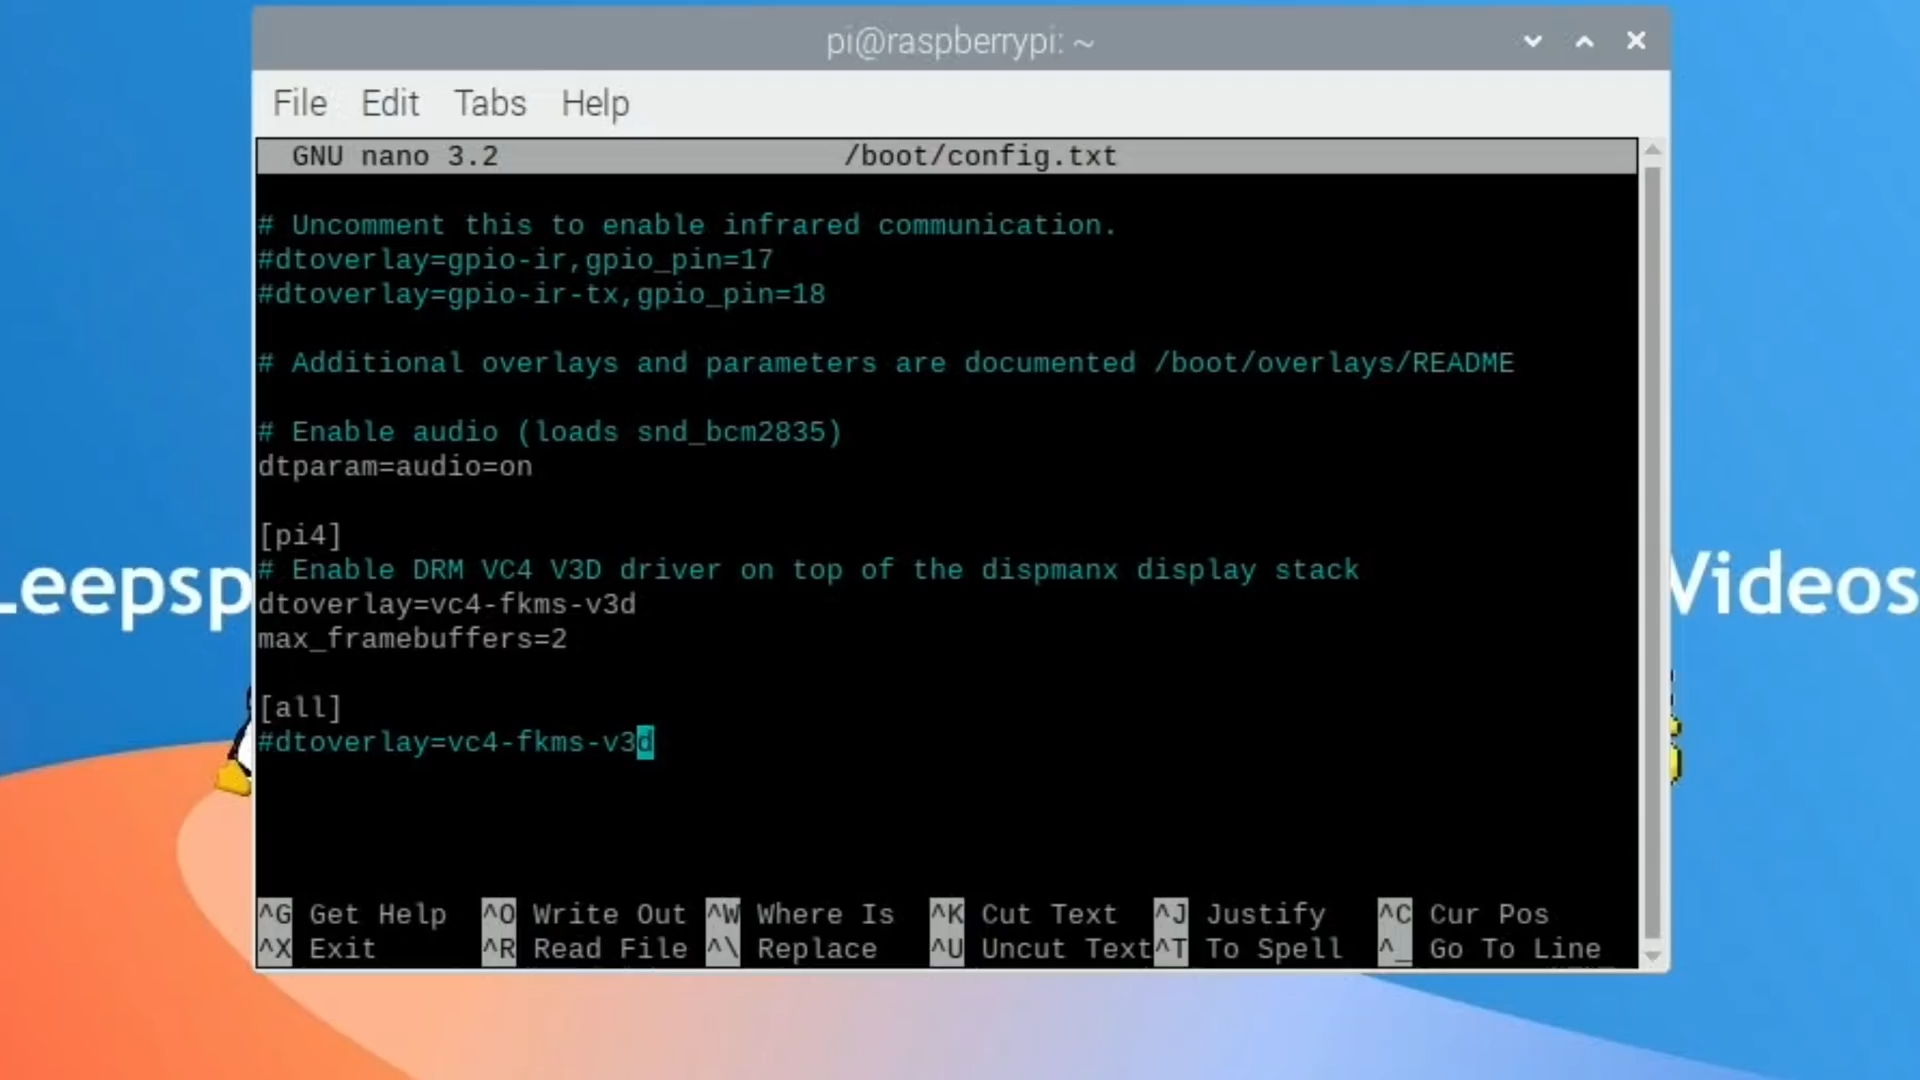 pi@raspberrypi: ~
File Edit Tabs Help
GNU nano 3.2 /boot/config.txt
# Uncomment this to enable infrared communication.
#dtoverlay=gpio-ir,gpio_pin=17
#dtoverlay=gpio-ir-tx,gpio_pin=18
# Additional overlays and parameters are documented /boot/overlays/README
# Enable audio (loads snd_bcm2835)
dtparam=audio=on
[pi4]
# Enable DRM VC4 V3D driver on top of the dispmanx display stack
dtoverlay=vc4-fkms-v3d
max_framebuffers=2
[all]
#dtoverlay=vc4-fkms-v3d
eepsp Videos
^G Get Help ^O Write Out ^W Where Is ^K Cut Text ^J Justify ^C Cur Pos
^X Exit ^R Read File ^\ Replace ^U Uncut Text ^T To Spell ^_ Go To Line